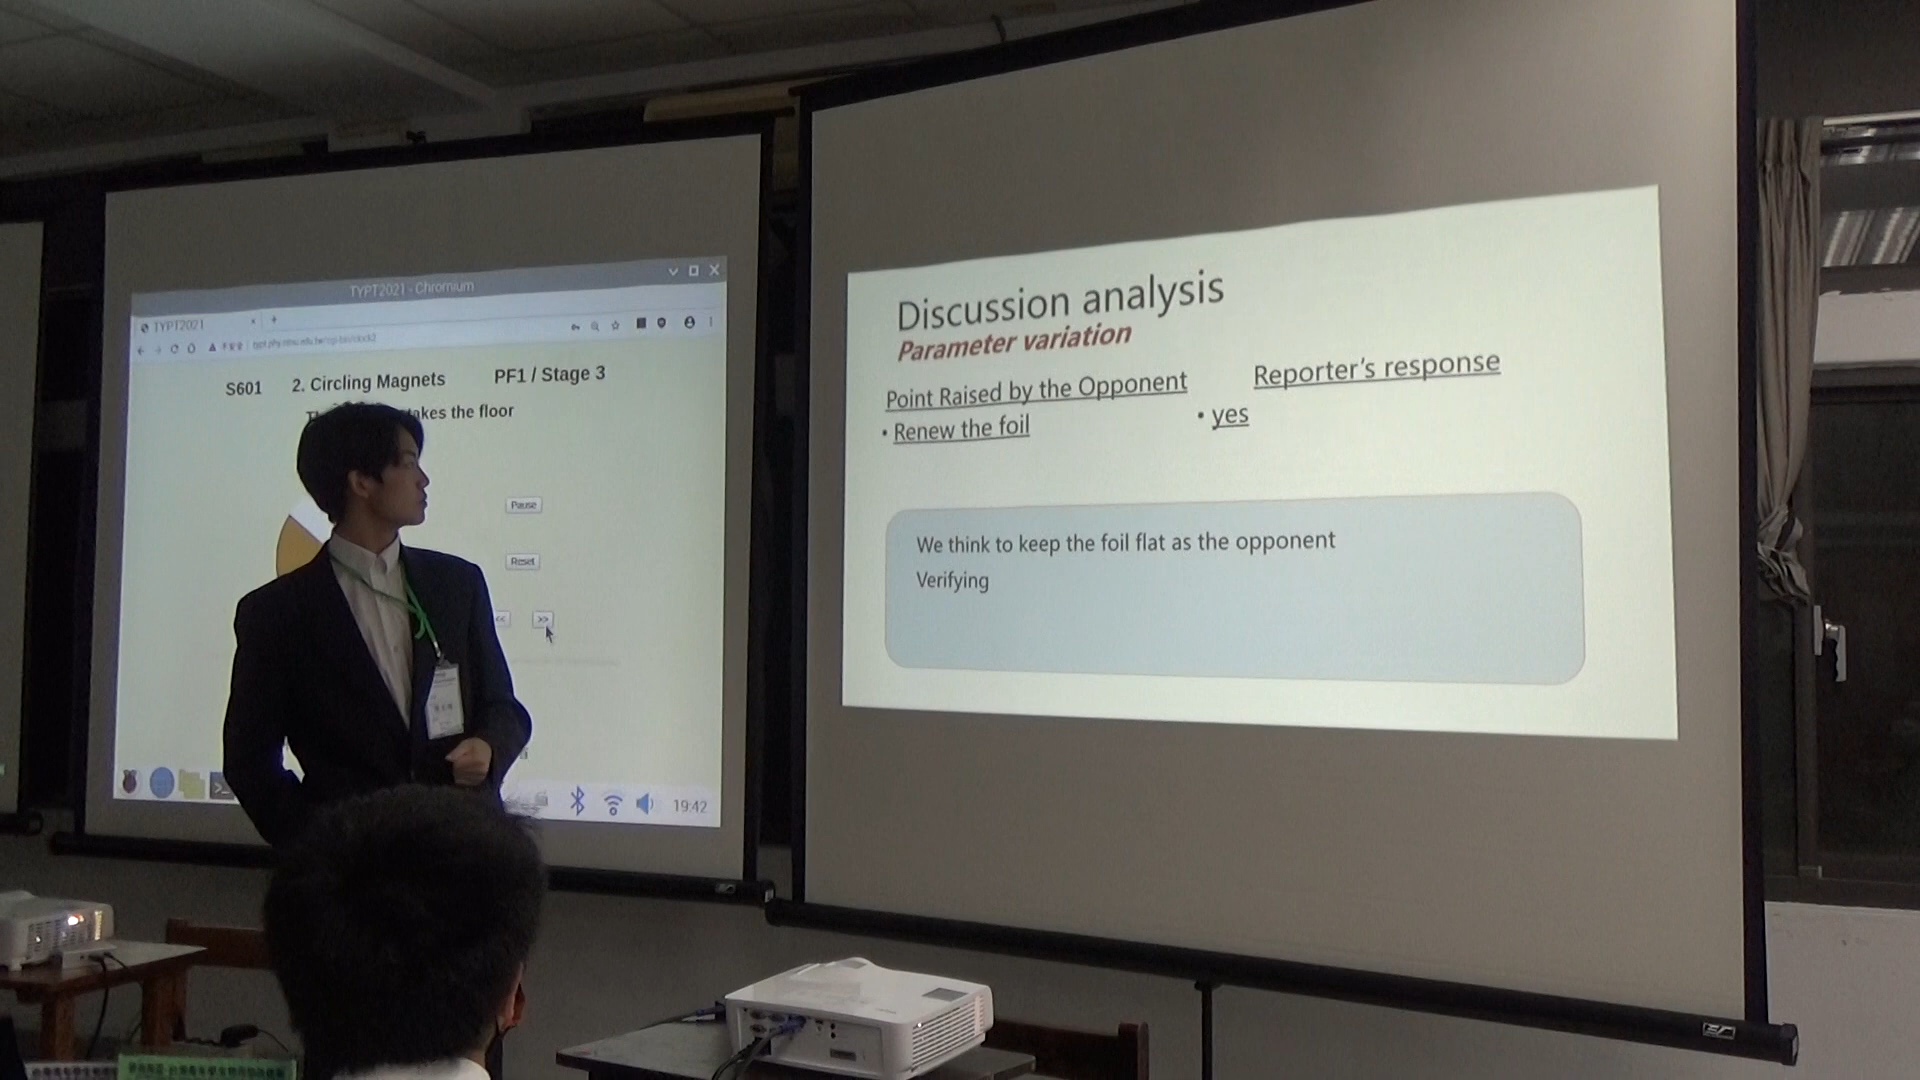 TYPT2021 - Chromium
TYPT2021
S601 2. Circling Magnets PF1 / Stage 3
takes the floor
Pause
Reset
<< >>
19:42
Discussion analysis
Parameter variation
Point Raised by the Opponent
Reporter's response
• Renew the foil
• yes
We think to keep the foil flat as the opponent
Verifying